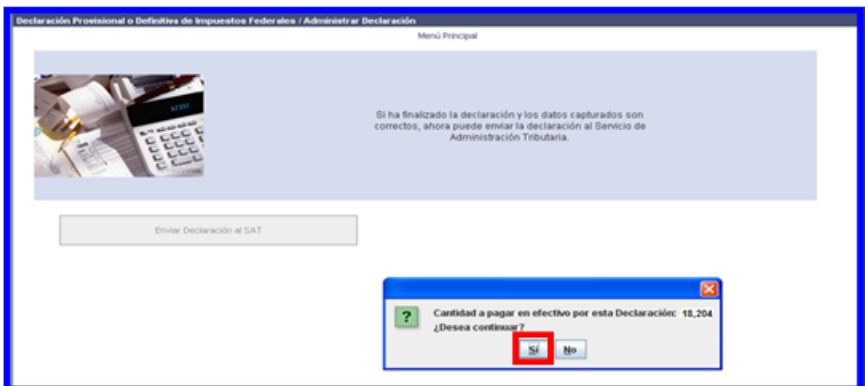 Declaración Provisional o Definitiva de Impuestos Federales / Administrar Declaración
Menú Principal
Si ha finalizado la declaración y los datos capturados son
correctos, ahora puede enviar la declaración al Servicio de
Administración Tributaria.
Enviar Declaración al SAT
Cantidad a pagar en efectivo por esta Declaración: 18,204
¿Desea continuar?
Sí No